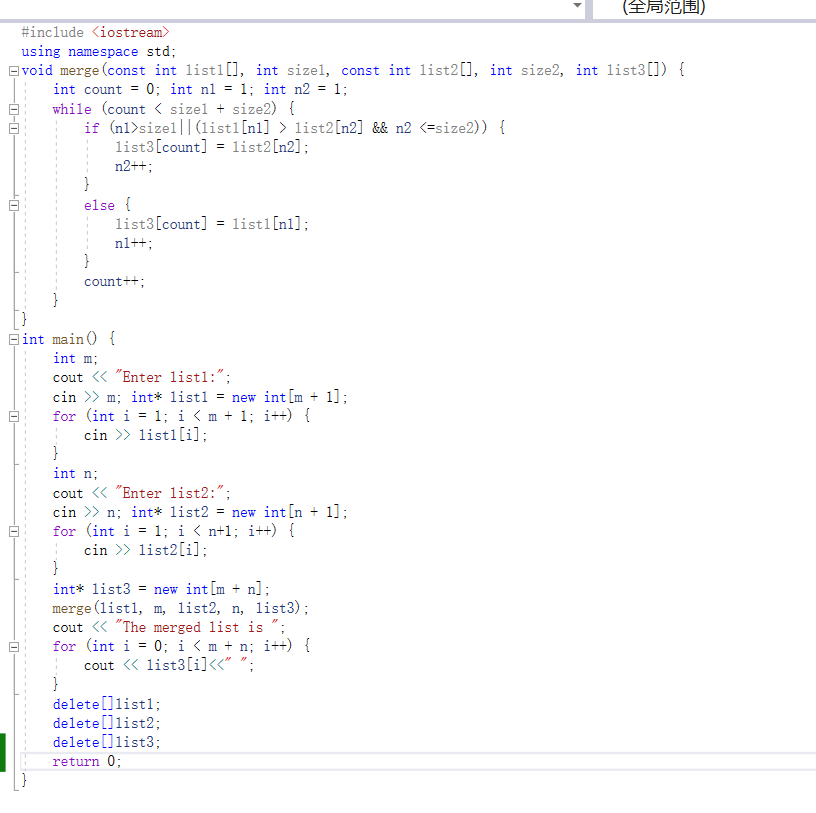 (全局范围)
#include <iostream>
using namespace std;
void merge(const int list1[], int size1, const int list2[], int size2, int list3[]) {
int count = 0; int n1 = 1; int n2 = 1;
while (count < size1 + size2) {
if (n1>size1||(list1[n1] > list2[n2] && n2 <=size2)) {
list3[count] = list2[n2];
n2++;
}
else {
list3[count] = list1[n1];
n1++;
}
count++;
}
}
int main() {
int m;
cout << "Enter list1:";
cin >> m; int* list1 = new int[m + 1];
for (int i = 1; i < m + 1; i++) {
cin >> list1[i];
}
int n;
cout << "Enter list2:";
cin >> n; int* list2 = new int[n + 1];
for (int i = 1; i < n+1; i++) {
cin >> list2[i];
}
int* list3 = new int[m + n];
merge(list1, m, list2, n, list3);
cout << "The merged list is ";
for (int i = 0; i < m + n; i++) {
cout << list3[i]<<" ";
}
delete[]list1;
delete[]list2;
delete[]list3;
return 0;
}